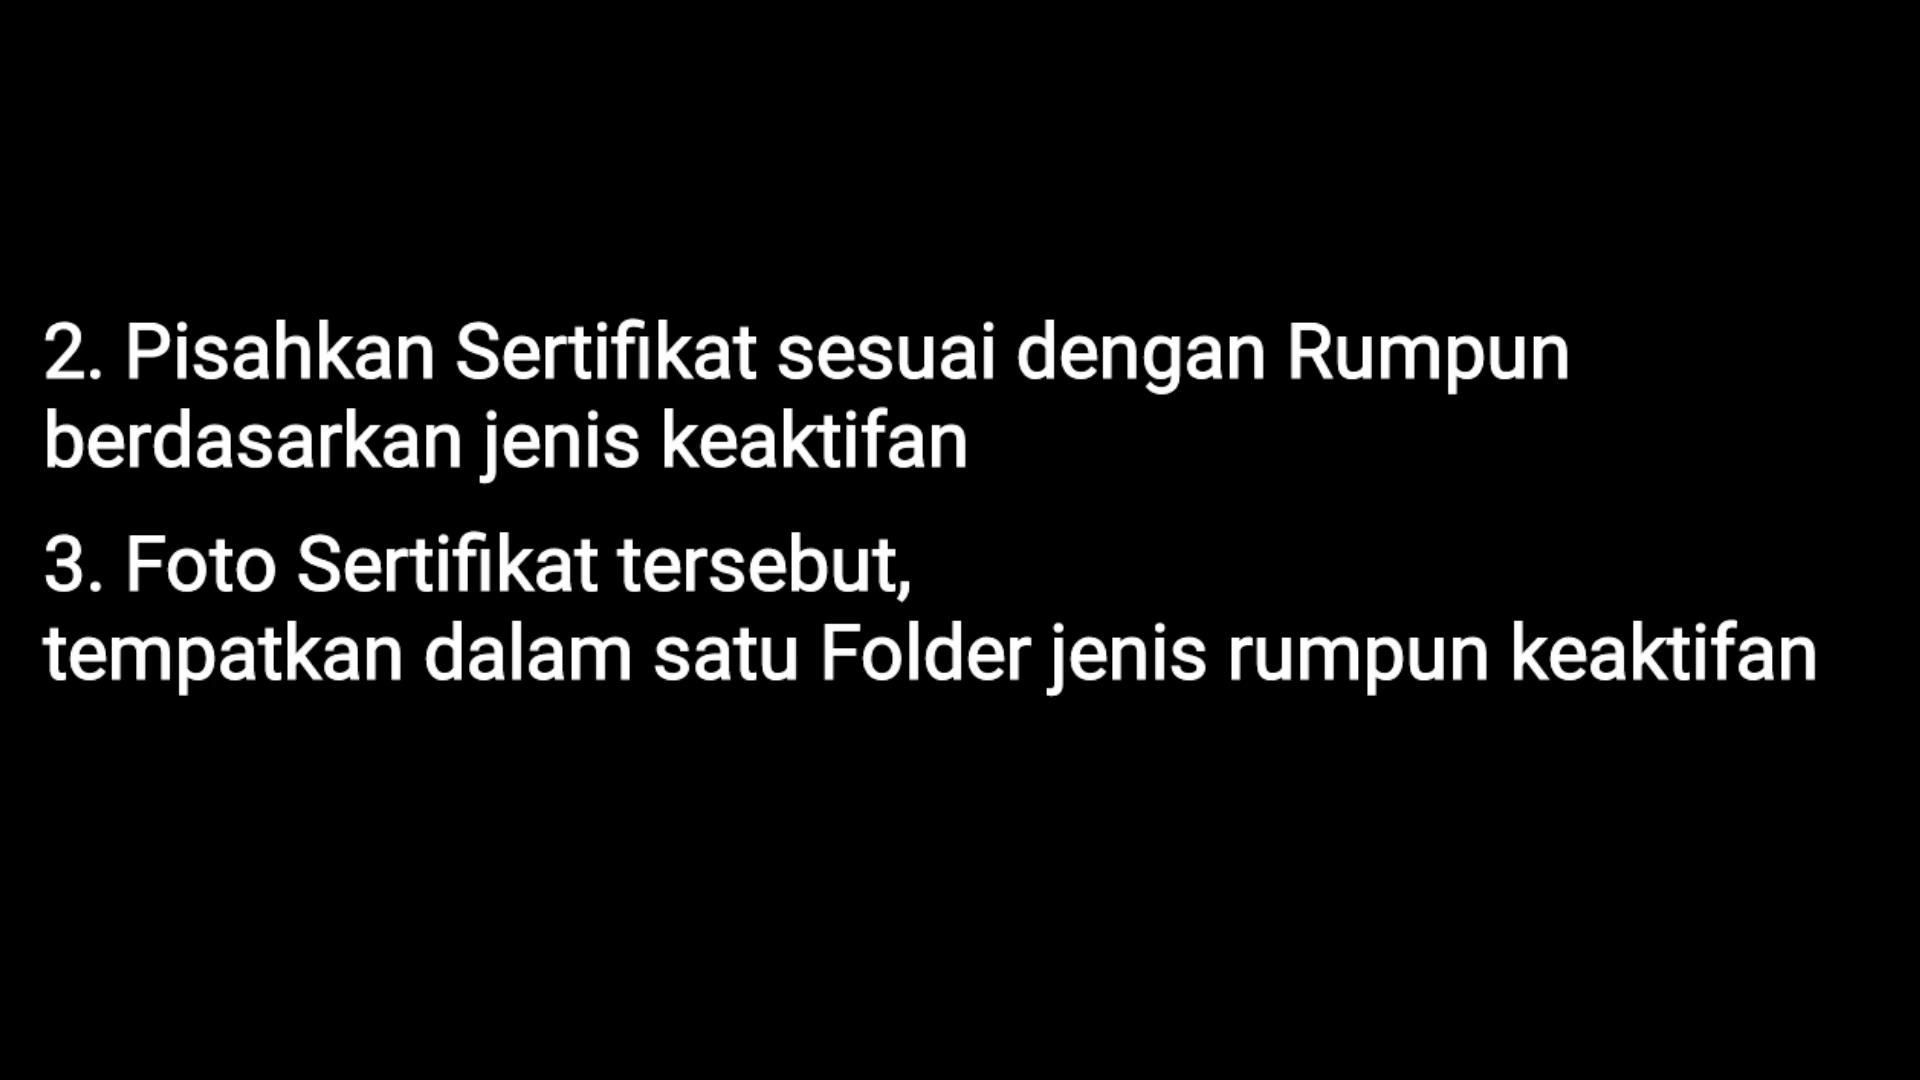 2. Pisahkan Sertifikat sesuai dengan Rumpun
berdasarkan jenis keaktifan
3. Foto Sertifikat tersebut,
tempatkan dalam satu Folder jenis rumpun keaktifan